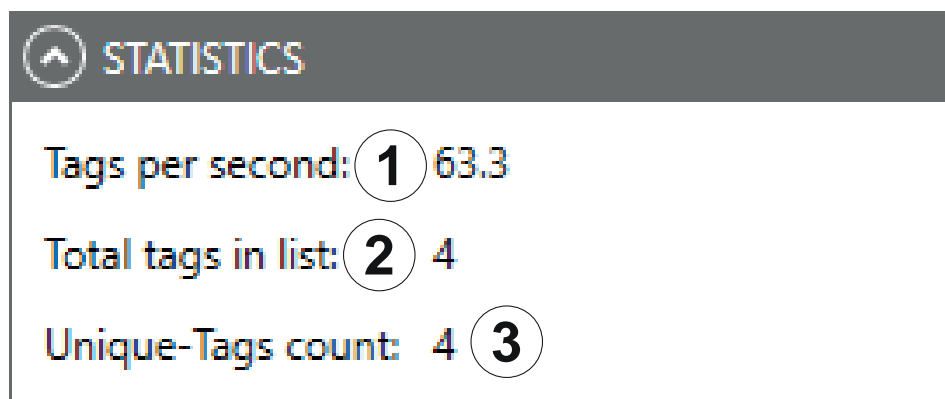 STATISTICS
Tags per second: 1 63.3
Total tags in list: 2 4
Unique-Tags count: 4 3